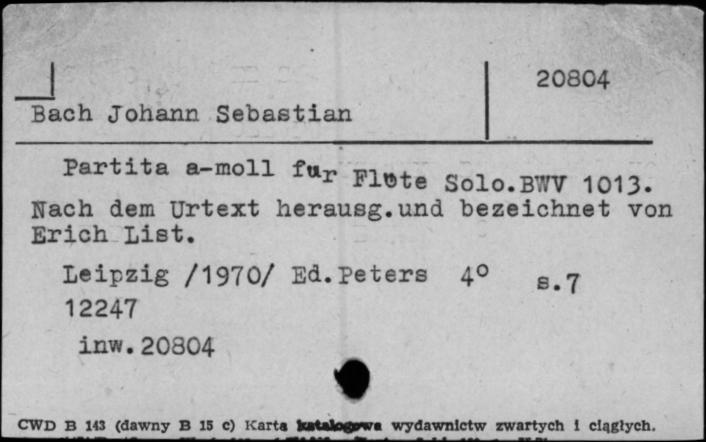 20804
Bach Johann Sebastian
Partita a-moll fur Flute Solo.BWV 1013.
Nach dem Urtext herausg.und bezeichnet von
Erich List.
Leipzig /1970/ Ed.Peters 4° s.7
12247
inw.20804
CWD B 143 (dawny B 15 c) Karta katalogowa wydawnictw zwartych i ciągłych.